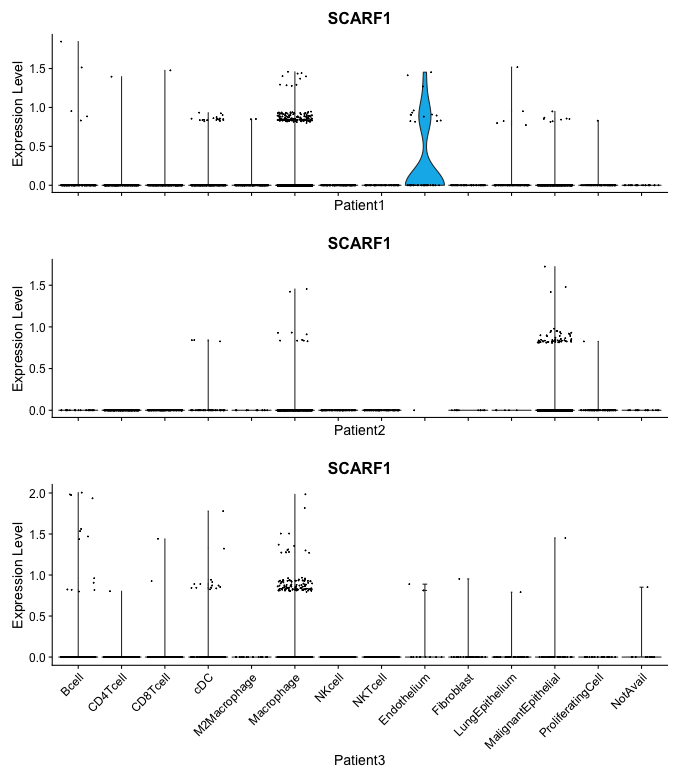 SCARF1
Expression Level
1.5
1.0
0.5
0.0
Patient1
SCARF1
Expression Level
1.5
1.0
0.5
0.0
Patient2
SCARF1
Expression Level
2.0
1.5
1.0
0.5
0.0
Bcell
CD4Tcell
CD8Tcell
cDC
M2Macrophage
Macrophage
NKcell
NKTcell
Endothelium
Fibroblast
LungEpithelium
MalignantEpithelial
ProliferatingCell
NotAvail
Patient3